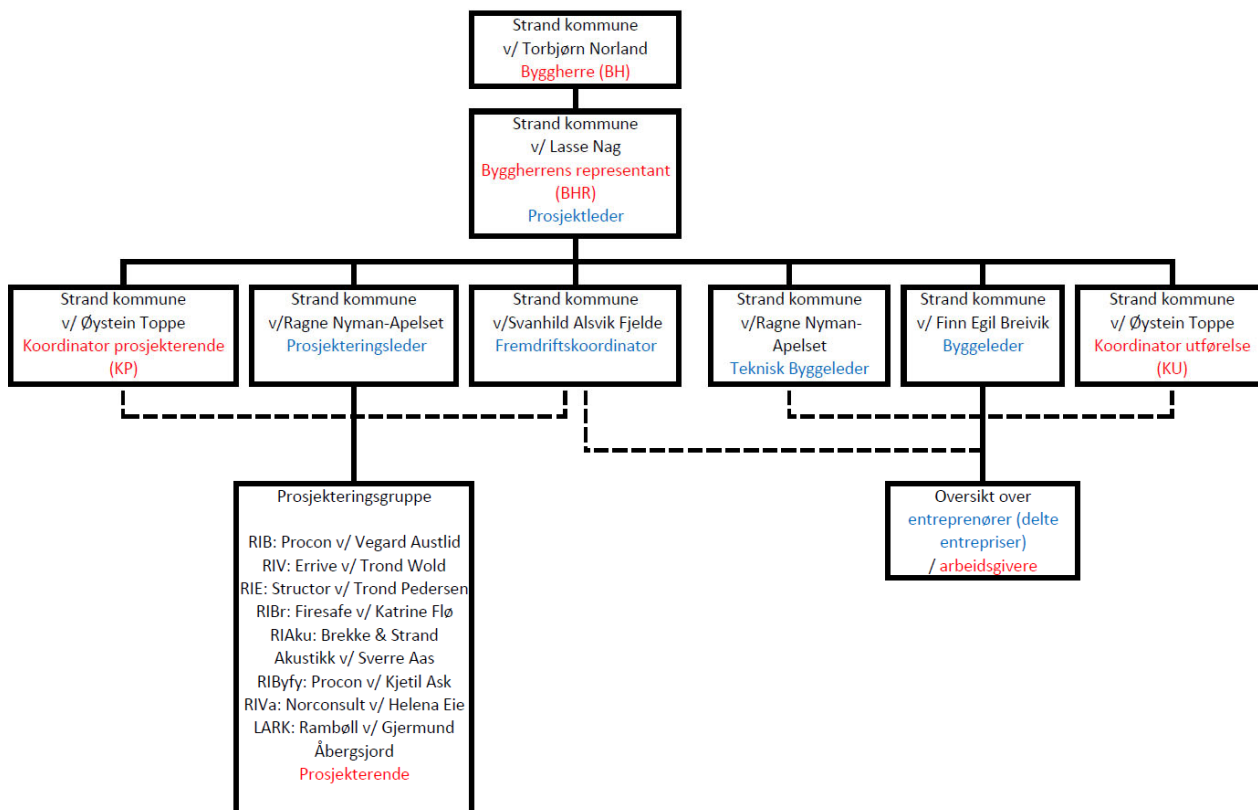 Strand kommune
v/ Torbjørn Norland
Byggherre (BH)
Strand kommune
v/ Lasse Nag
Byggherrens representant
(BHR)
Prosjektleder
Strand kommune
v/ Øystein Toppe
Koordinator prosjekterende
(KP)
Strand kommune
v/Ragne Nyman-Apelset
Prosjekteringsleder
Strand kommune
v/Svanhild Alsvik Fjelde
Fremdriftskoordinator
Strand kommune
v/Ragne Nyman-
Apelset
Teknisk Byggeleder
Strand kommune
v/ Finn Egil Breivik
Byggeleder
Strand kommune
v/ Øystein Toppe
Koordinator utførelse
(KU)
Prosjekteringsgruppe
RIB: Procon v/ Vegard Austlid
RIV: Errive v/ Trond Wold
RIE: Structor v/ Trond Pedersen
RIBr: Firesafe v/ Katrine Flø
RIAku: Brekke & Strand
Akustikk v/ Sverre Aas
RIByfy: Procon v/ Kjetil Ask
RIVa: Norconsult v/ Helena Eie
LARK: Rambøll v/ Gjermund
Åbergsjord
Prosjekterende
Oversikt over
entreprenører (delte
entrepriser)
/ arbeidsgivere